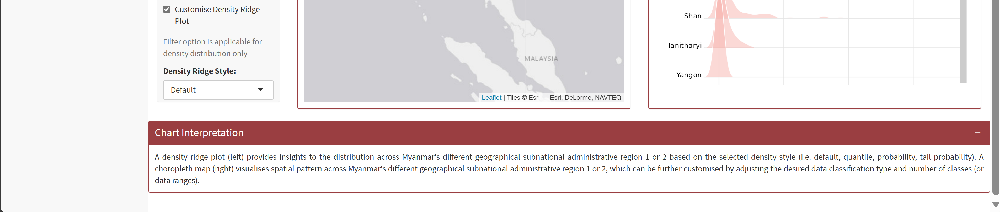 Customise Density Ridge
Plot
Filter option is applicable for
density distribution only
Density Ridge Style:
Default
MALAYSIA
Leaflet | Tiles © Esri — Esri, DeLorme, NAVTEQ
Shan
Tanitharyi
Yangon
Chart Interpretation
A density ridge plot (left) provides insights to the distribution across Myanmar's different geographical subnational administrative region 1 or 2 based on the selected density style (i.e. default, quantile, probability, tail probability). A
choropleth map (right) visualises spatial pattern across Myanmar's different geographical subnational administrative region 1 or 2, which can be further customised by adjusting the desired data classification type and number of classes (or
data ranges).